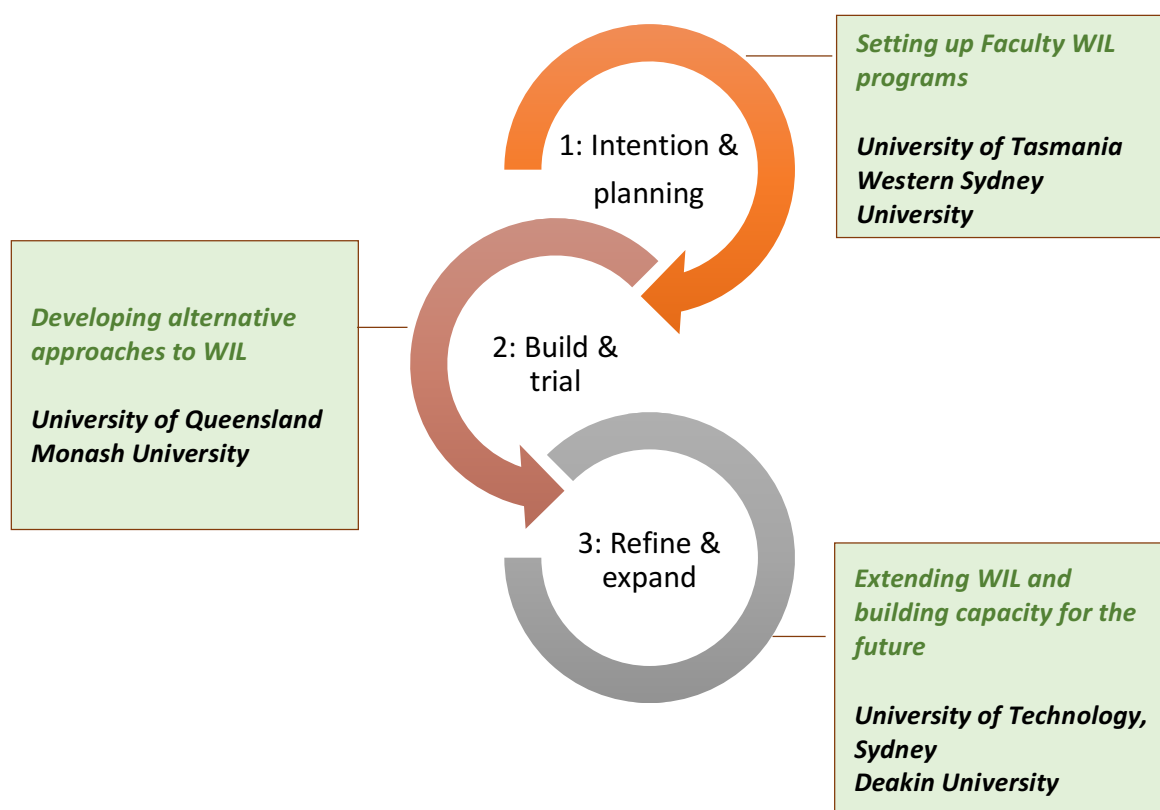 Setting up Faculty WIL
programs
University of Tasmania
Western Sydney
University
1: Intention &
planning
Developing alternative
approaches to WIL
University of Queensland
Monash University
2: Build &
trial
3: Refine &
expand
Extending WIL and
building capacity for the
future
University of Technology,
Sydney
Deakin University